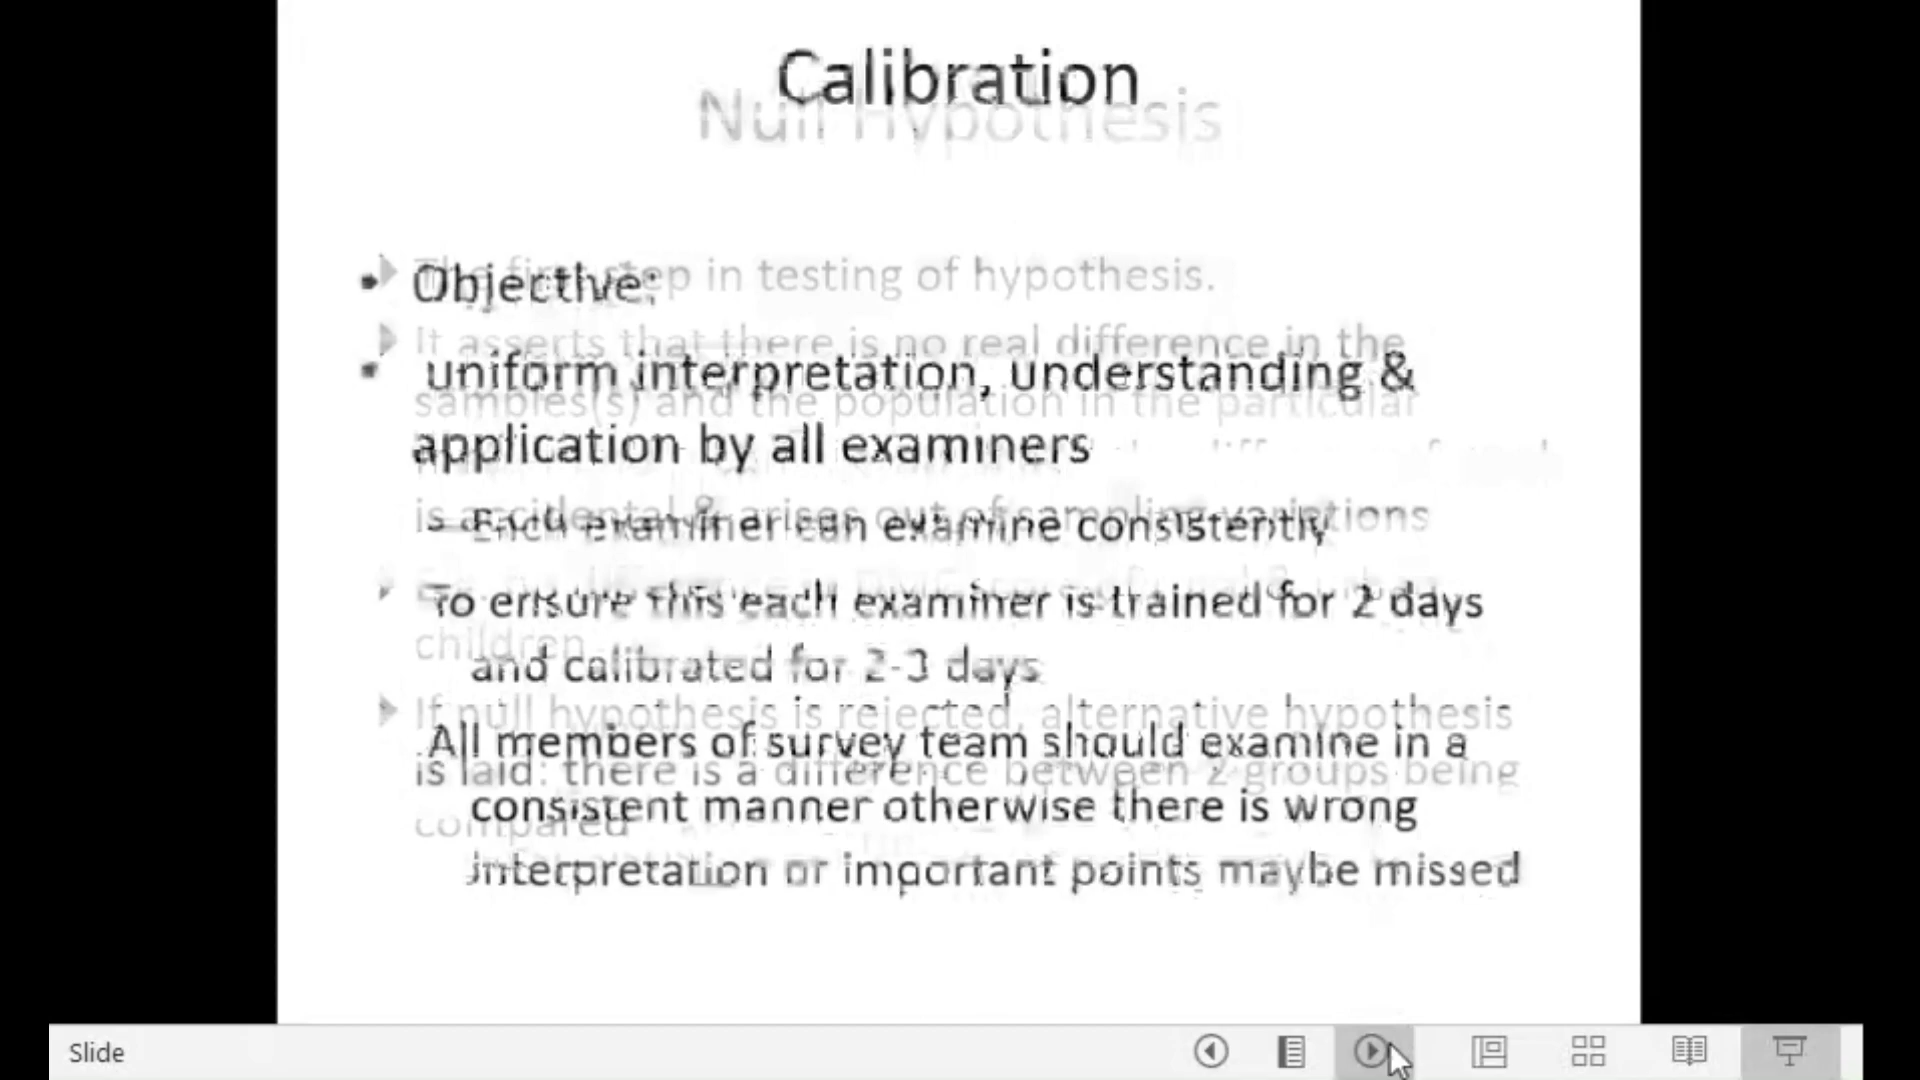 Calibration
Null Hypothesis
• Objective:
step in testing of hypothesis.
It asserts that there is no real difference in the
• uniform interpretation, understanding &
samples(s) and the population in the particular
application by all examiners
is accidental & arises out of sampling variations
– Each examiner can examine consistently
To ensure this each examiner is trained for 2 days
children
and calibrated for 2-3 days
If null hypothesis is rejected, alternative hypothesis
All members of survey team should examine in a
is laid: there is a difference between 2 groups being
consistent manner otherwise there is wrong
compared
interpretation or important points maybe missed
Slide